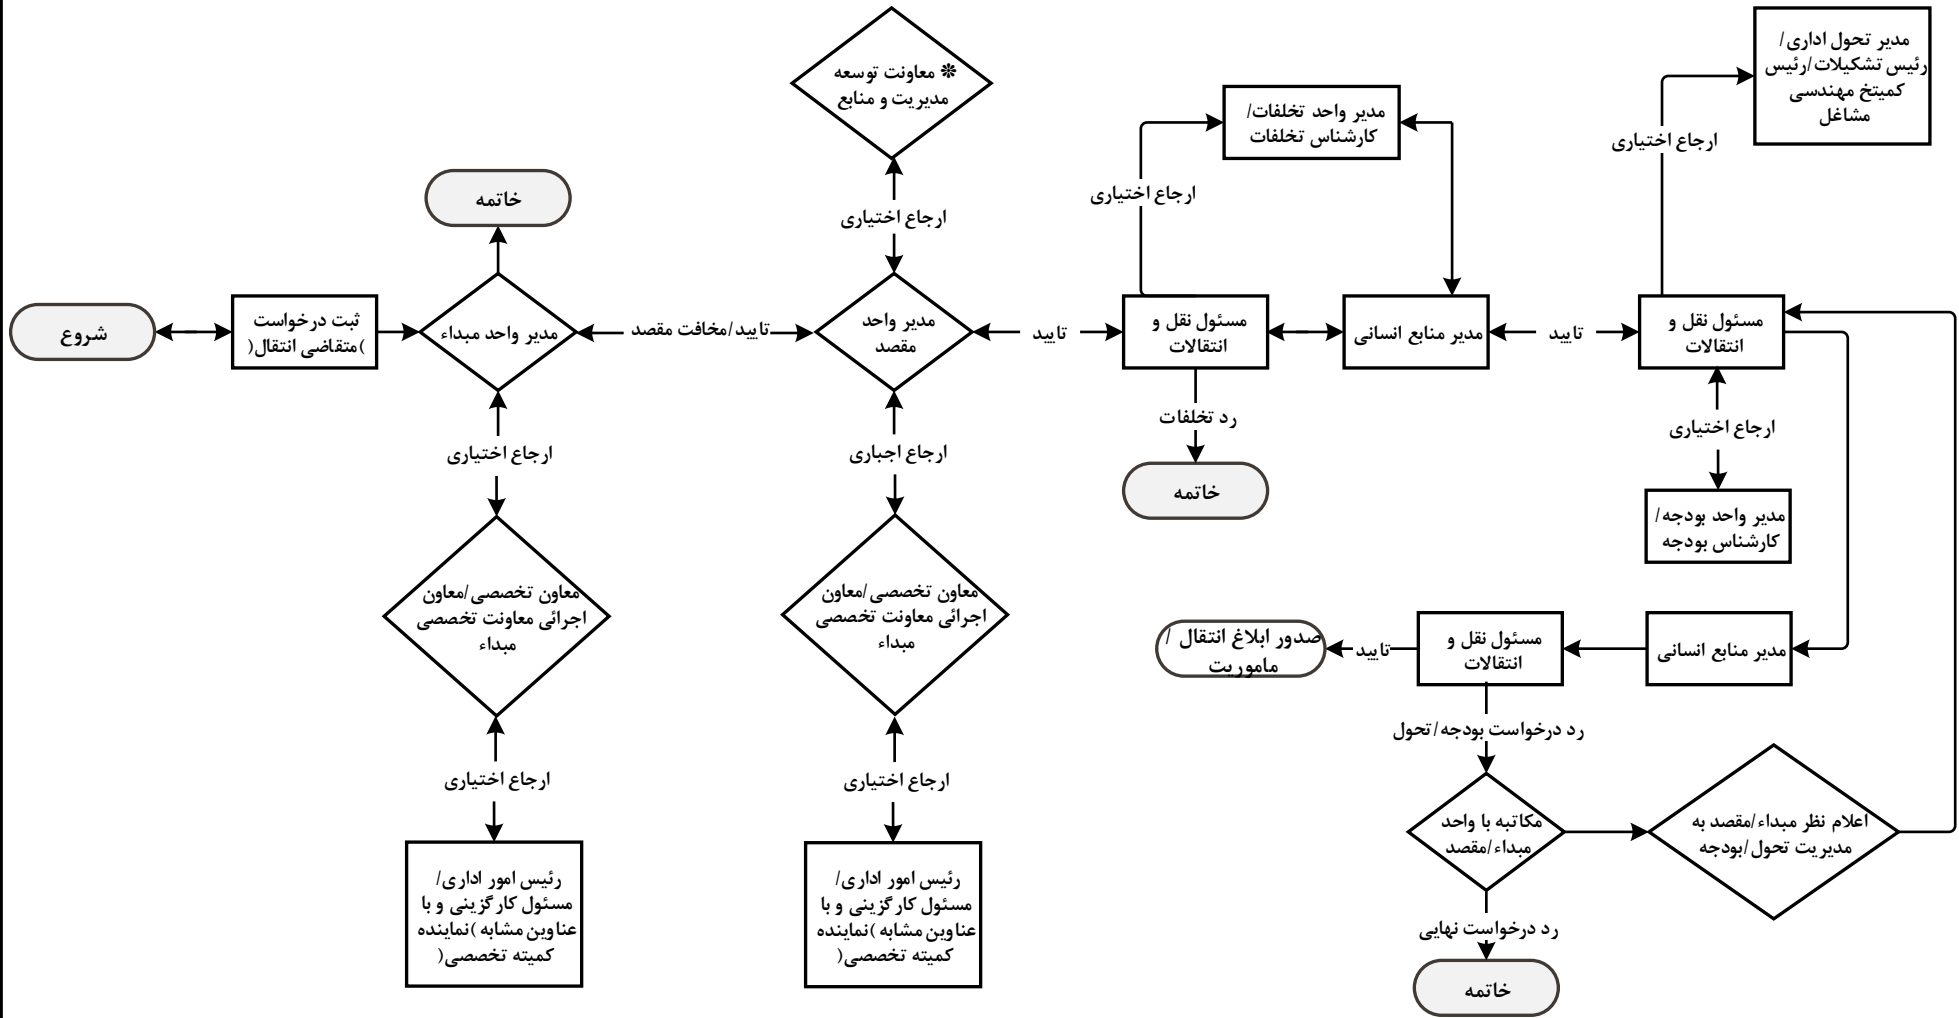 شروع
ثبت درخواست
)متقاضی انتقال(
خاتمه
مدیر واحد مبداء
ارجاع اختیاری
معاون تخصصی/معاون
اجرائی معاونت تخصصی
مبداء
ارجاع اختیاری
رئیس امور اداری/
مسئول کارگزینی و با
عناوین مشابه )نماینده
کمیته تخصصی(
تایید/مخافت مقصد
❋ معاونت توسعه
مدیریت و منابع
ارجاع اختیاری
مدیر واحد
مقصد
ارجاع اجباری
معاون تخصصی/معاون
اجرائی معاونت تخصصی
مبداء
ارجاع اختیاری
رئیس امور اداری/
مسئول کارگزینی و با
عناوین مشابه )نماینده
کمیته تخصصی(
تایید
مسئول نقل و
انتقالات
ارجاع اختیاری
مدیر واحد تخلفات/
کارشناس تخلفات
رد تخلفات
خاتمه
مدیر منابع انسانی
تایید
مسئول نقل و
انتقالات
ارجاع اختیاری
مدیر تحول اداری/
رئیس تشکیلات/رئیس
کمیتخ مهندسی
مشاغل
ارجاع اختیاری
مدیر واحد بودجه/
کارشناس بودجه
مدیر منابع انسانی
مسئول نقل و
انتقالات
تایید
صدور ابلاغ انتقال /
ماموریت
رد درخواست بودجه/تحول
مکاتبه با واحد
مبداء/مقصد
اعلام نظر مبداء/مقصد به
مدیریت تحول/بودجه
رد درخواست نهایی
خاتمه